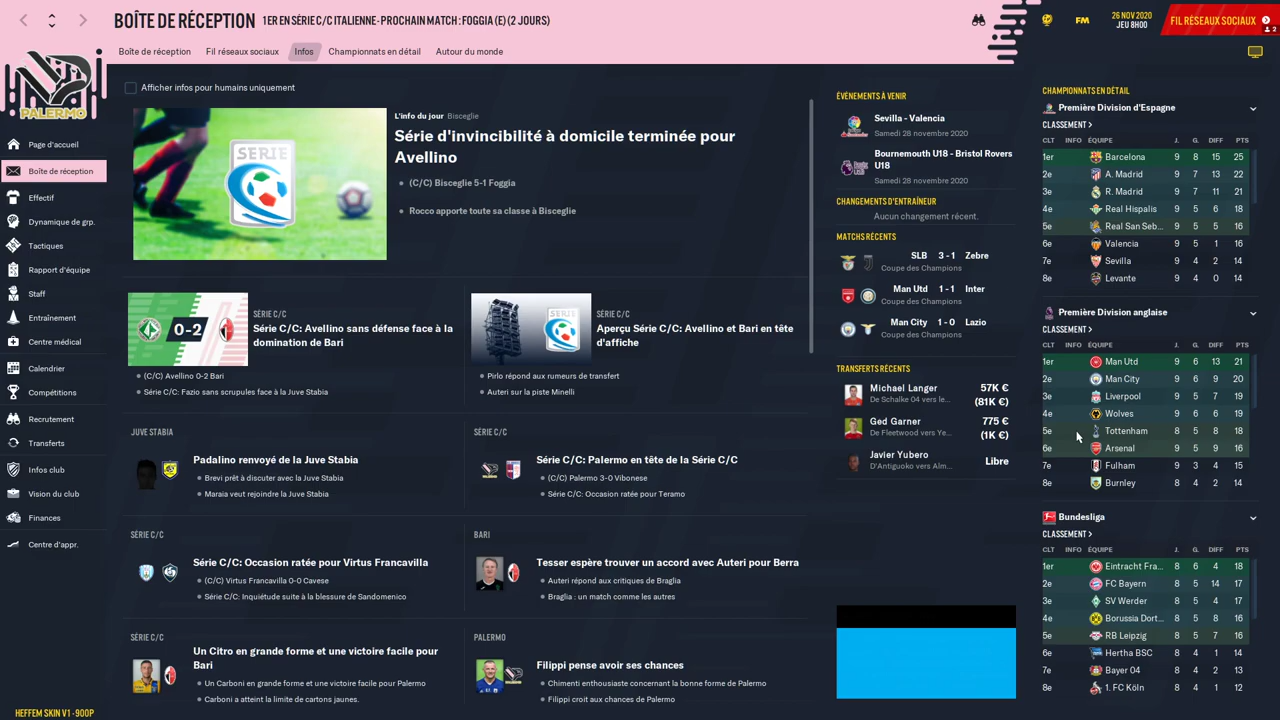 BOÎTE DE RÉCEPTION 1ER EN SÉRIE C/C ITALIENNE - PROCHAIN MATCH : FOGGIA (E) (2 JOURS)
FM
26 NOV 2020
JEU 8H00
FIL RÉSEAUX SOCIAUX
2
Boîte de réception Fil réseaux sociaux Infos Championnats en détail Autour du monde
PALERMO
Page d'accueil
Boîte de réception
Effectif
Dynamique de grp.
Tactiques
Rapport d'équipe
Staff
Entraînement
Centre médical
Calendrier
Compétitions
Recrutement
Transferts
Infos club
Vision du club
Finances
Centre d'appr.
HEFFEM SKIN V1 - 900P
Afficher infos pour humains uniquement
SERIE
L'info du jour Bisceglie
Série d'invincibilité à domicile terminée pour
Avellino
(C/C) Bisceglie 5-1 Foggia
Rocco apporte toute sa classe à Bisceglie
0-2
SÉRIE C/C
Série C/C: Avellino sans défense face à la
domination de Bari
(C/C) Avellino 0-2 Bari
Série C/C: Fazio sans scrupules face à la Juve Stabia
SERIE
SÉRIE C/C
Aperçu Série C/C: Avellino et Bari en tête
d'affiche
Pirlo répond aux rumeurs de transfert
Auteri sur la piste Minelli
JUVE STABIA
Padalino renvoyé de la Juve Stabia
Brevi prêt à discuter avec la Juve Stabia
Maraia veut rejoindre la Juve Stabia
SÉRIE C/C
Série C/C: Palermo en tête de la Série C/C
(C/C) Palermo 3-0 Vibonese
Série C/C: Occasion ratée pour Teramo
SÉRIE C/C
Série C/C: Occasion ratée pour Virtus Francavilla
(C/C) Virtus Francavilla 0-0 Cavese
Série C/C: Inquiétude suite à la blessure de Sandomenico
BARI
Tesser espère trouver un accord avec Auteri pour Berra
Auteri répond aux critiques de Braglia
Braglia : un match comme les autres
SÉRIE C/C
Un Citro en grande forme et une victoire facile pour
Bari
Un Carboni en grande forme et une victoire facile pour Palermo
Carboni a atteint la limite de cartons jaunes.
PALERMO
Filippi pense avoir ses chances
Chimenti enthousiaste concernant la bonne forme de Palermo
Filippi croit aux chances de Palermo
ÉVÉNEMENTS À VENIR
Sevilla - Valencia
Samedi 28 novembre 2020
Bournemouth U18 - Bristol Rovers
U18
Samedi 28 novembre 2020
CHANGEMENTS D'ENTRAÎNEUR
Aucun changement récent.
MATCHS RÉCENTS
SLB 3 - 1 Zebre
Coupe des Champions
Man Utd 1 - 1 Inter
Coupe des Champions
Man City 1 - 0 Lazio
Coupe des Champions
TRANSFERTS RÉCENTS
Michael Langer 57K €
De Schalke 04 vers le... (81K €)
Ged Garner 775 €
De Fleetwood vers Ye... (1K €)
Javier Yubero Libre
D'Antiguoko vers Alm...
CHAMPIONNATS EN DÉTAIL
Première Division d'Espagne
CLASSEMENT >
CLT INFO ÉQUIPE J. G. DIFF PTS
1er Barcelona 9 8 15 25
2e A. Madrid 9 7 13 22
3e R. Madrid 9 7 11 21
4e Real Hispalis 9 5 6 18
5e Real San Seb... 9 5 5 16
6e Valencia 9 5 1 16
7e Sevilla 9 4 2 14
8e Levante 9 4 0 14
Première Division anglaise
CLASSEMENT >
CLT INFO ÉQUIPE J. G. DIFF PTS
1er Man Utd 9 6 13 21
2e Man City 9 6 9 20
3e Liverpool 9 5 7 19
4e Wolves 9 6 6 19
5e Tottenham 8 5 8 18
6e Arsenal 9 5 9 16
7e Fulham 9 3 4 15
8e Burnley 8 4 2 14
Bundesliga
CLASSEMENT >
CLT INFO ÉQUIPE J. G. DIFF PTS
1er Eintracht Fra... 8 6 4 18
2e FC Bayern 8 5 14 17
3e SV Werder 8 5 4 17
4e Borussia Dort... 8 5 8 16
5e RB Leipzig 8 5 7 16
6e Hertha BSC 8 4 1 14
7e Bayer 04 8 4 2 13
8e 1. FC Köln 8 4 1 12